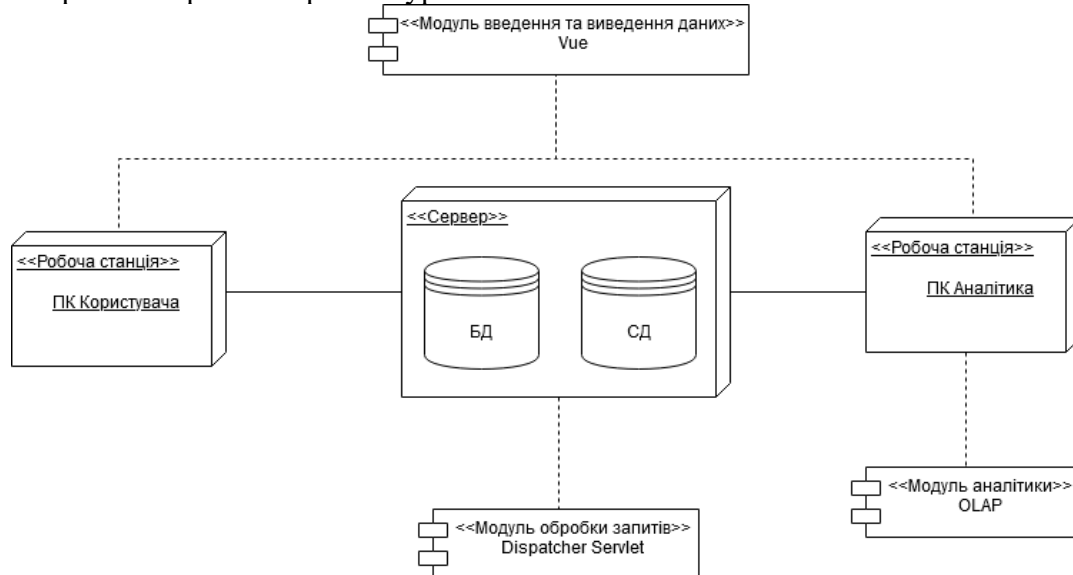 <<Модуль введення та виведення даних>>
Vue
<<Сервер>>
<<Робоча станція>>
ПК Користувача
БД
СД
<<Робоча станція>>
ПК Аналітика
<<Модуль аналітики>>
OLAP
<<Модуль обробки запитів>>
Dispatcher Servlet